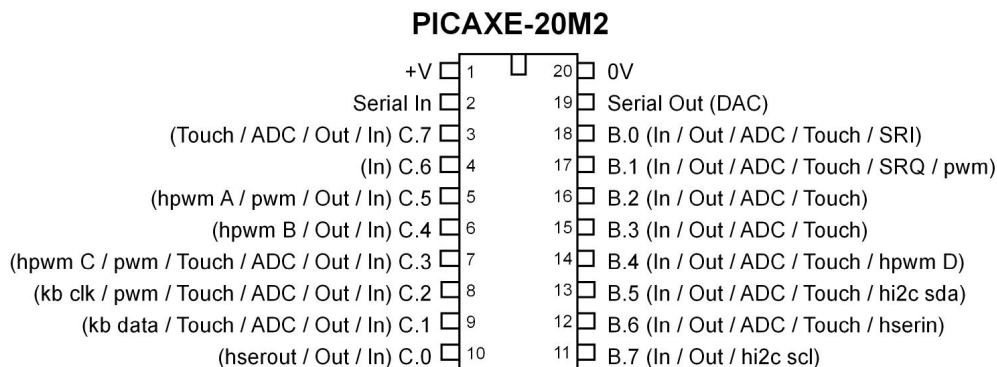 PICAXE-20M2
+V 1 20 0V
Serial In 2 19 Serial Out (DAC)
(Touch / ADC / Out / In) C.7 3 18 B.0 (In / Out / ADC / Touch / SRI)
(In) C.6 4 17 B.1 (In / Out / ADC / Touch / SRQ / pwm)
(hpwm A / pwm / Out / In) C.5 5 16 B.2 (In / Out / ADC / Touch)
(hpwm B / Out / In) C.4 6 15 B.3 (In / Out / ADC / Touch)
(hpwm C / pwm / Touch / ADC / Out / In) C.3 7 14 B.4 (In / Out / ADC / Touch / hpwm D)
(kb clk / pwm / Touch / ADC / Out / In) C.2 8 13 B.5 (In / Out / ADC / Touch / hi2c sda)
(kb data / Touch / ADC / Out / In) C.1 9 12 B.6 (In / Out / ADC / Touch / hserin)
(hserout / Out / In) C.0 10 11 B.7 (In / Out / hi2c scl)